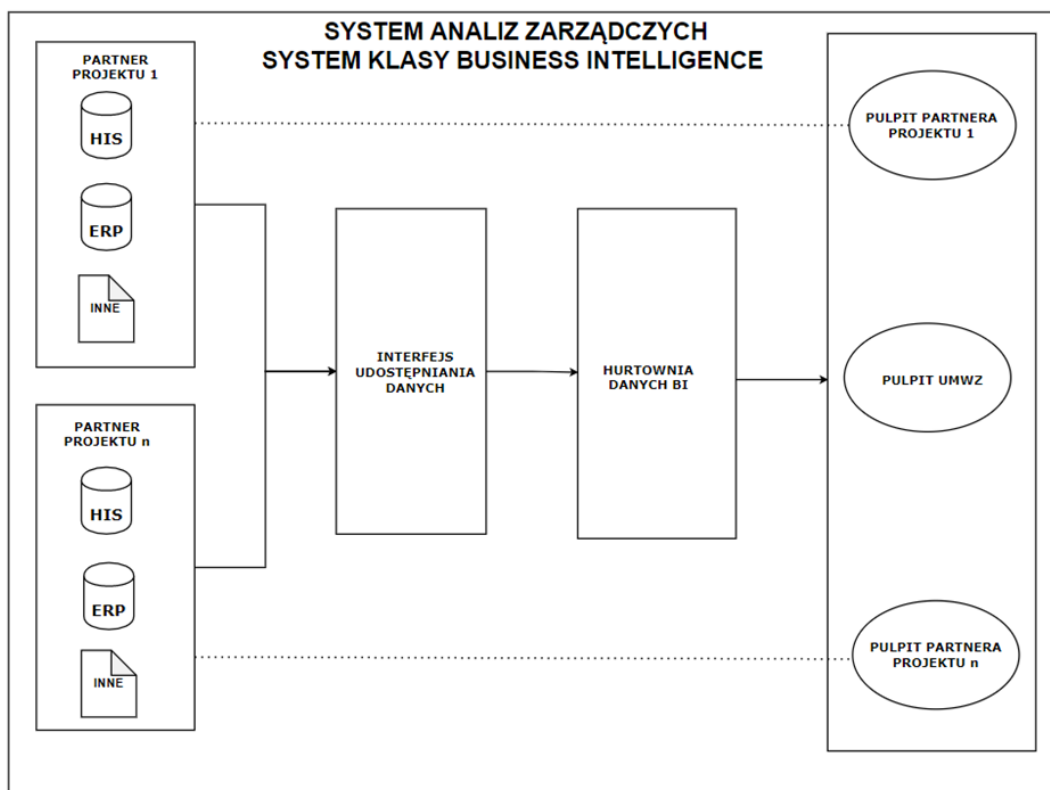 SYSTEM ANALIZ ZARZĄDCZYCH
SYSTEM KLASY BUSINESS INTELLIGENCE
PARTNER
PROJEKTU 1
HIS
ERP
INNE
PARTNER
PROJEKTU n
HIS
ERP
INNE
INTERFEJS
UDOSTĘPNIANIA
DANYCH
HURTOWNIA
DANYCH BI
PULPIT PARTNERA
PROJEKTU 1
PULPIT UMWZ
PULPIT PARTNERA
PROJEKTU n